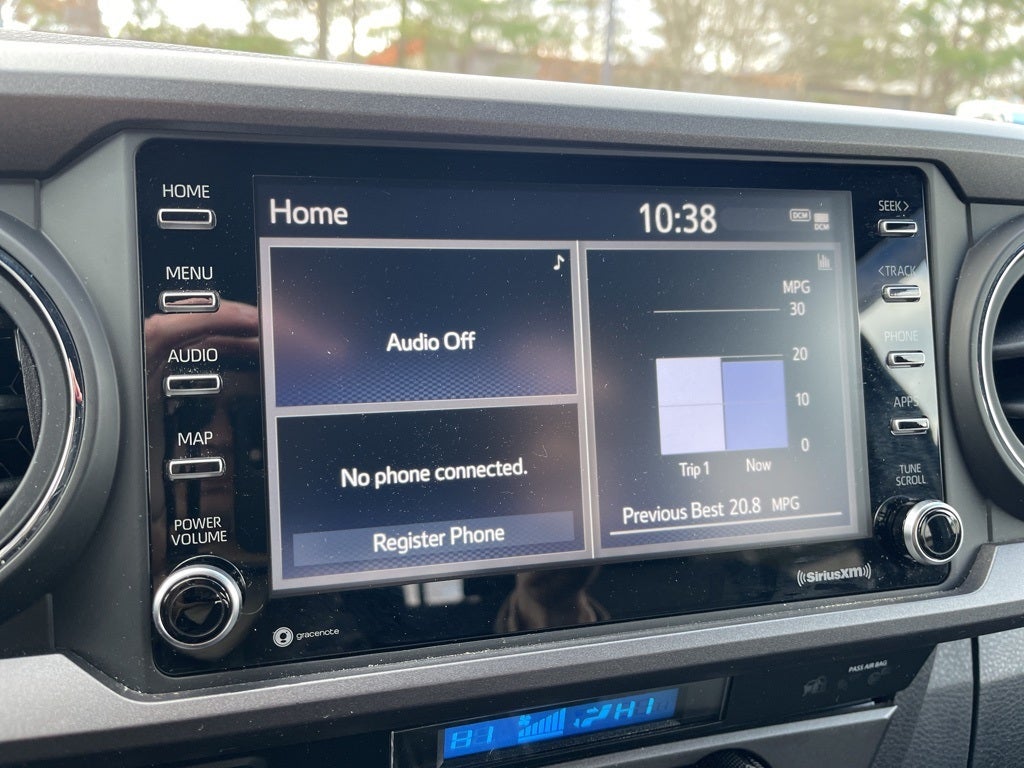 HOME
MENU
AUDIO
MAP
POWER
VOLUME
Home
10:38
DCM
DCM
Audio Off
No phone connected.
Register Phone
MPG
30
20
10
0
Trip 1
Now
Previous Best 20.8 MPG
SEEK>
<TRACK
PHONE
APPS
TUNE
SCROLL
gracenote
SiriusXM
PASS AIR BAG
HI